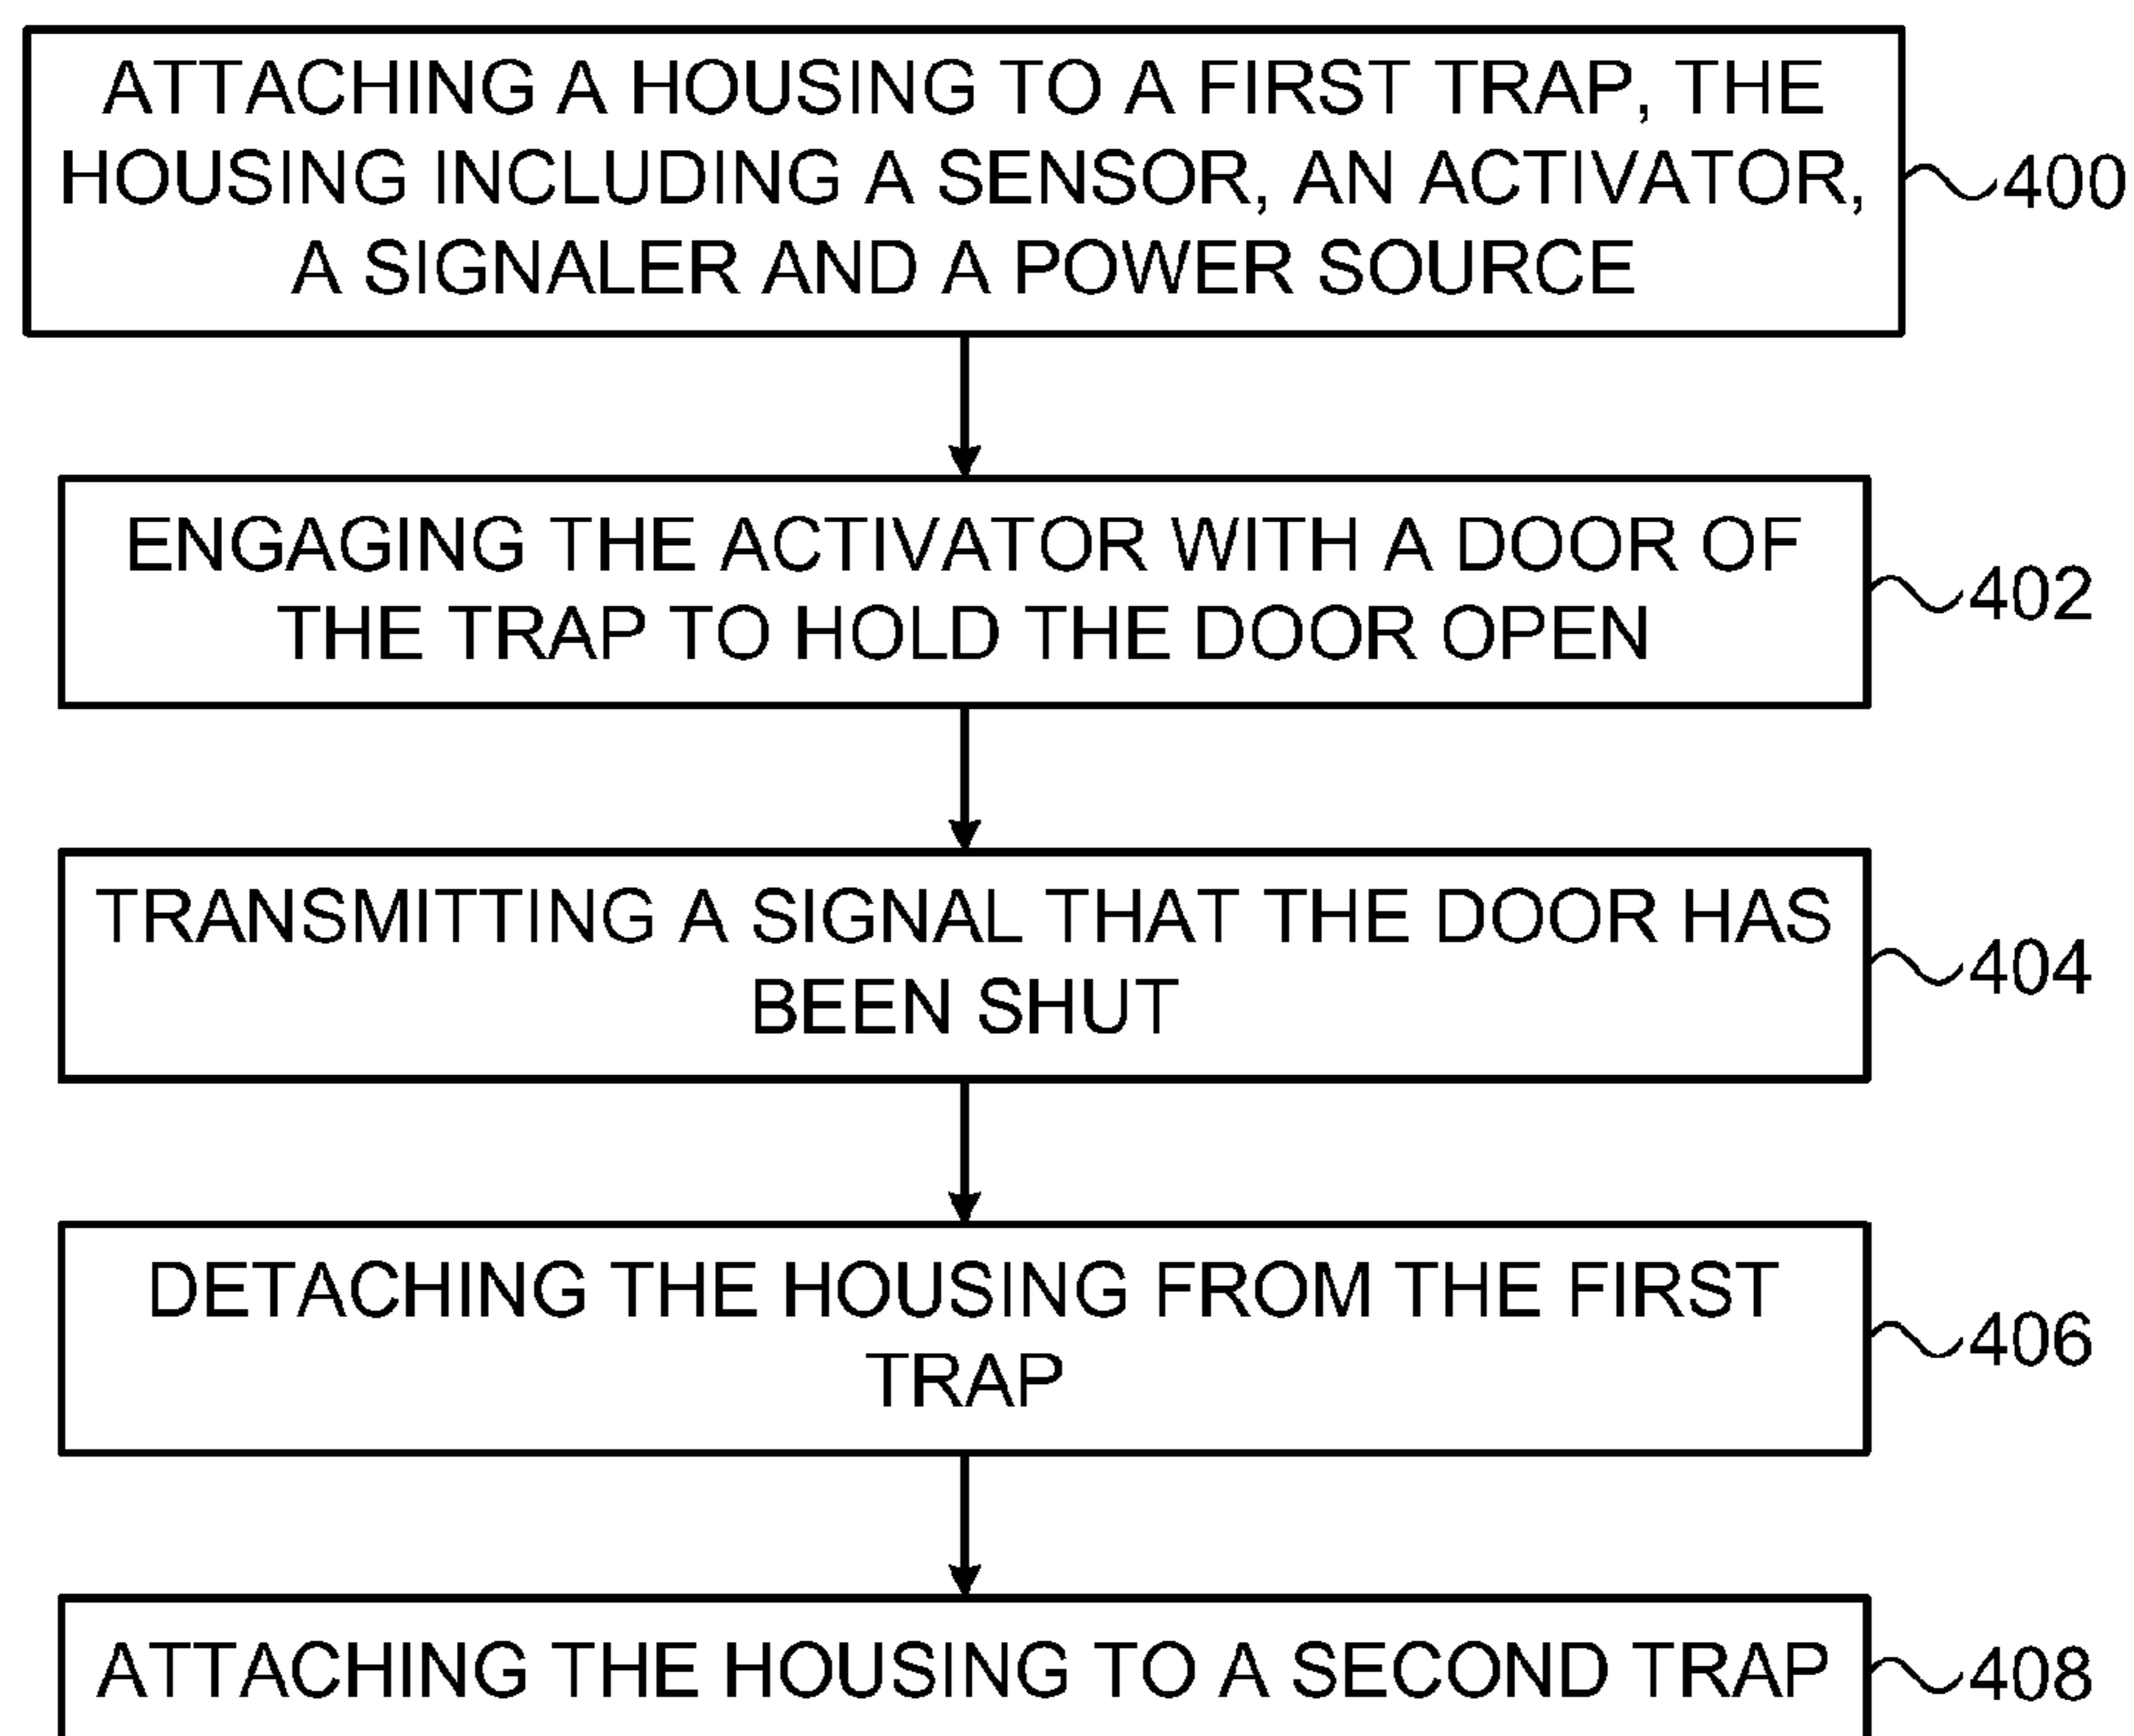 ATTACHING A HOUSING TO A FIRST TRAP, THE
HOUSING INCLUDING A SENSOR, AN ACTIVATOR,
A SIGNALER AND A POWER SOURCE
400
ENGAGING THE ACTIVATOR WITH A DOOR OF
THE TRAP TO HOLD THE DOOR OPEN
402
TRANSMITTING A SIGNAL THAT THE DOOR HAS
BEEN SHUT
404
DETACHING THE HOUSING FROM THE FIRST
TRAP
406
ATTACHING THE HOUSING TO A SECOND TRAP
408